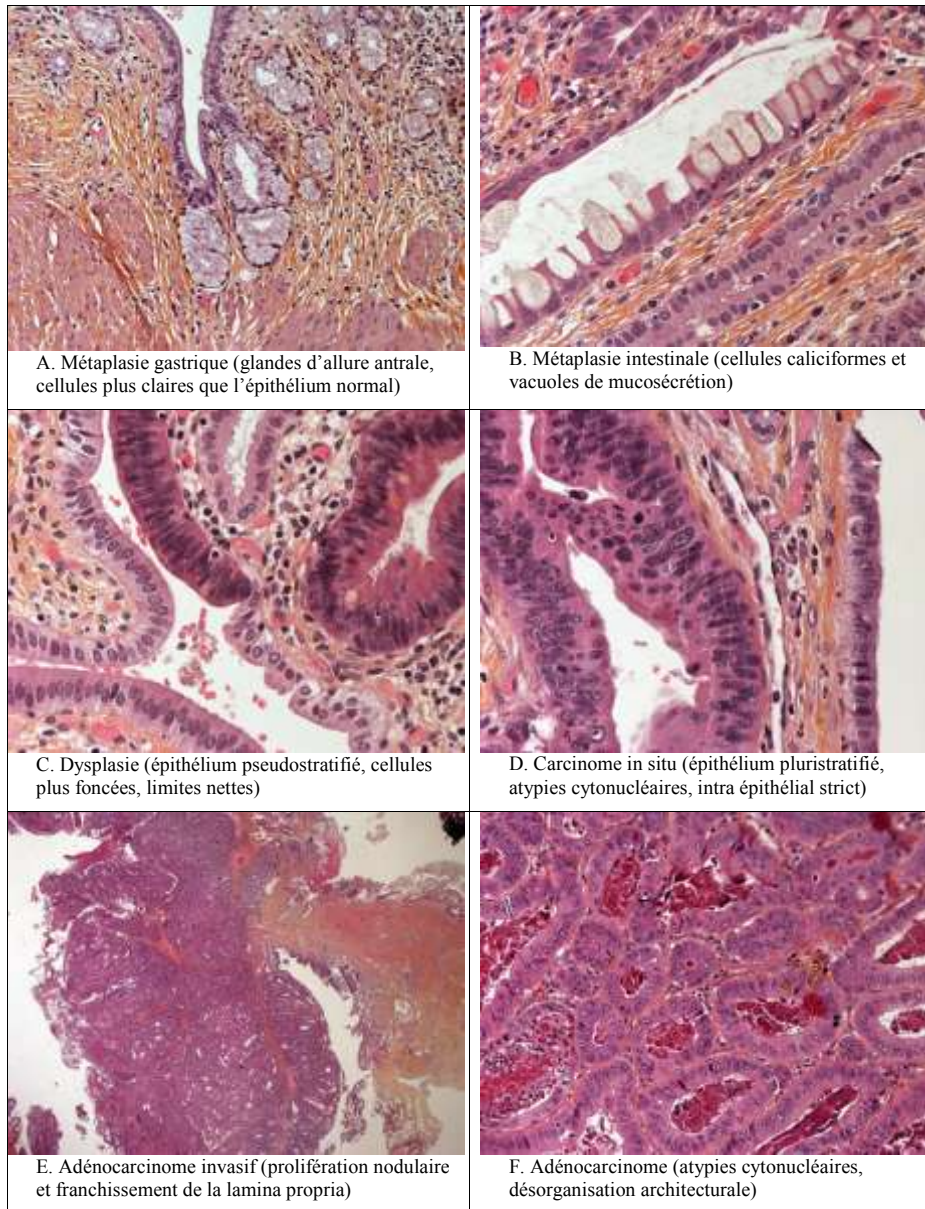 A. Métaplasie gastrique (glandes d’allure antrale,
cellules plus claires que l’épithélium normal)
B. Métaplasie intestinale (cellules caliciformes et
vacuoles de mucosécrétion)
C. Dysplasie (épithélium pseudostratifié, cellules
plus foncées, limites nettes)
D. Carcinome in situ (épithélium pluristratifié,
atypies cytonucléaires, intra épithélial strict)
E. Adénocarcinome invasif (prolifération nodulaire
et franchissement de la lamina propria)
F. Adénocarcinome (atypies cytonucléaires,
désorganisation architecturale)